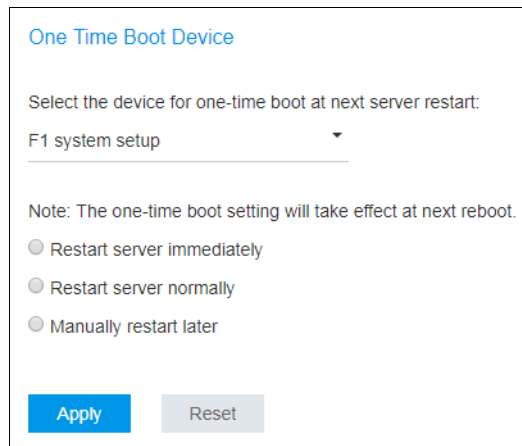 One Time Boot Device
Select the device for one-time boot at next server restart:
F1 system setup
Note: The one-time boot setting will take effect at next reboot.
Restart server immediately
Restart server normally
Manually restart later
Apply Reset